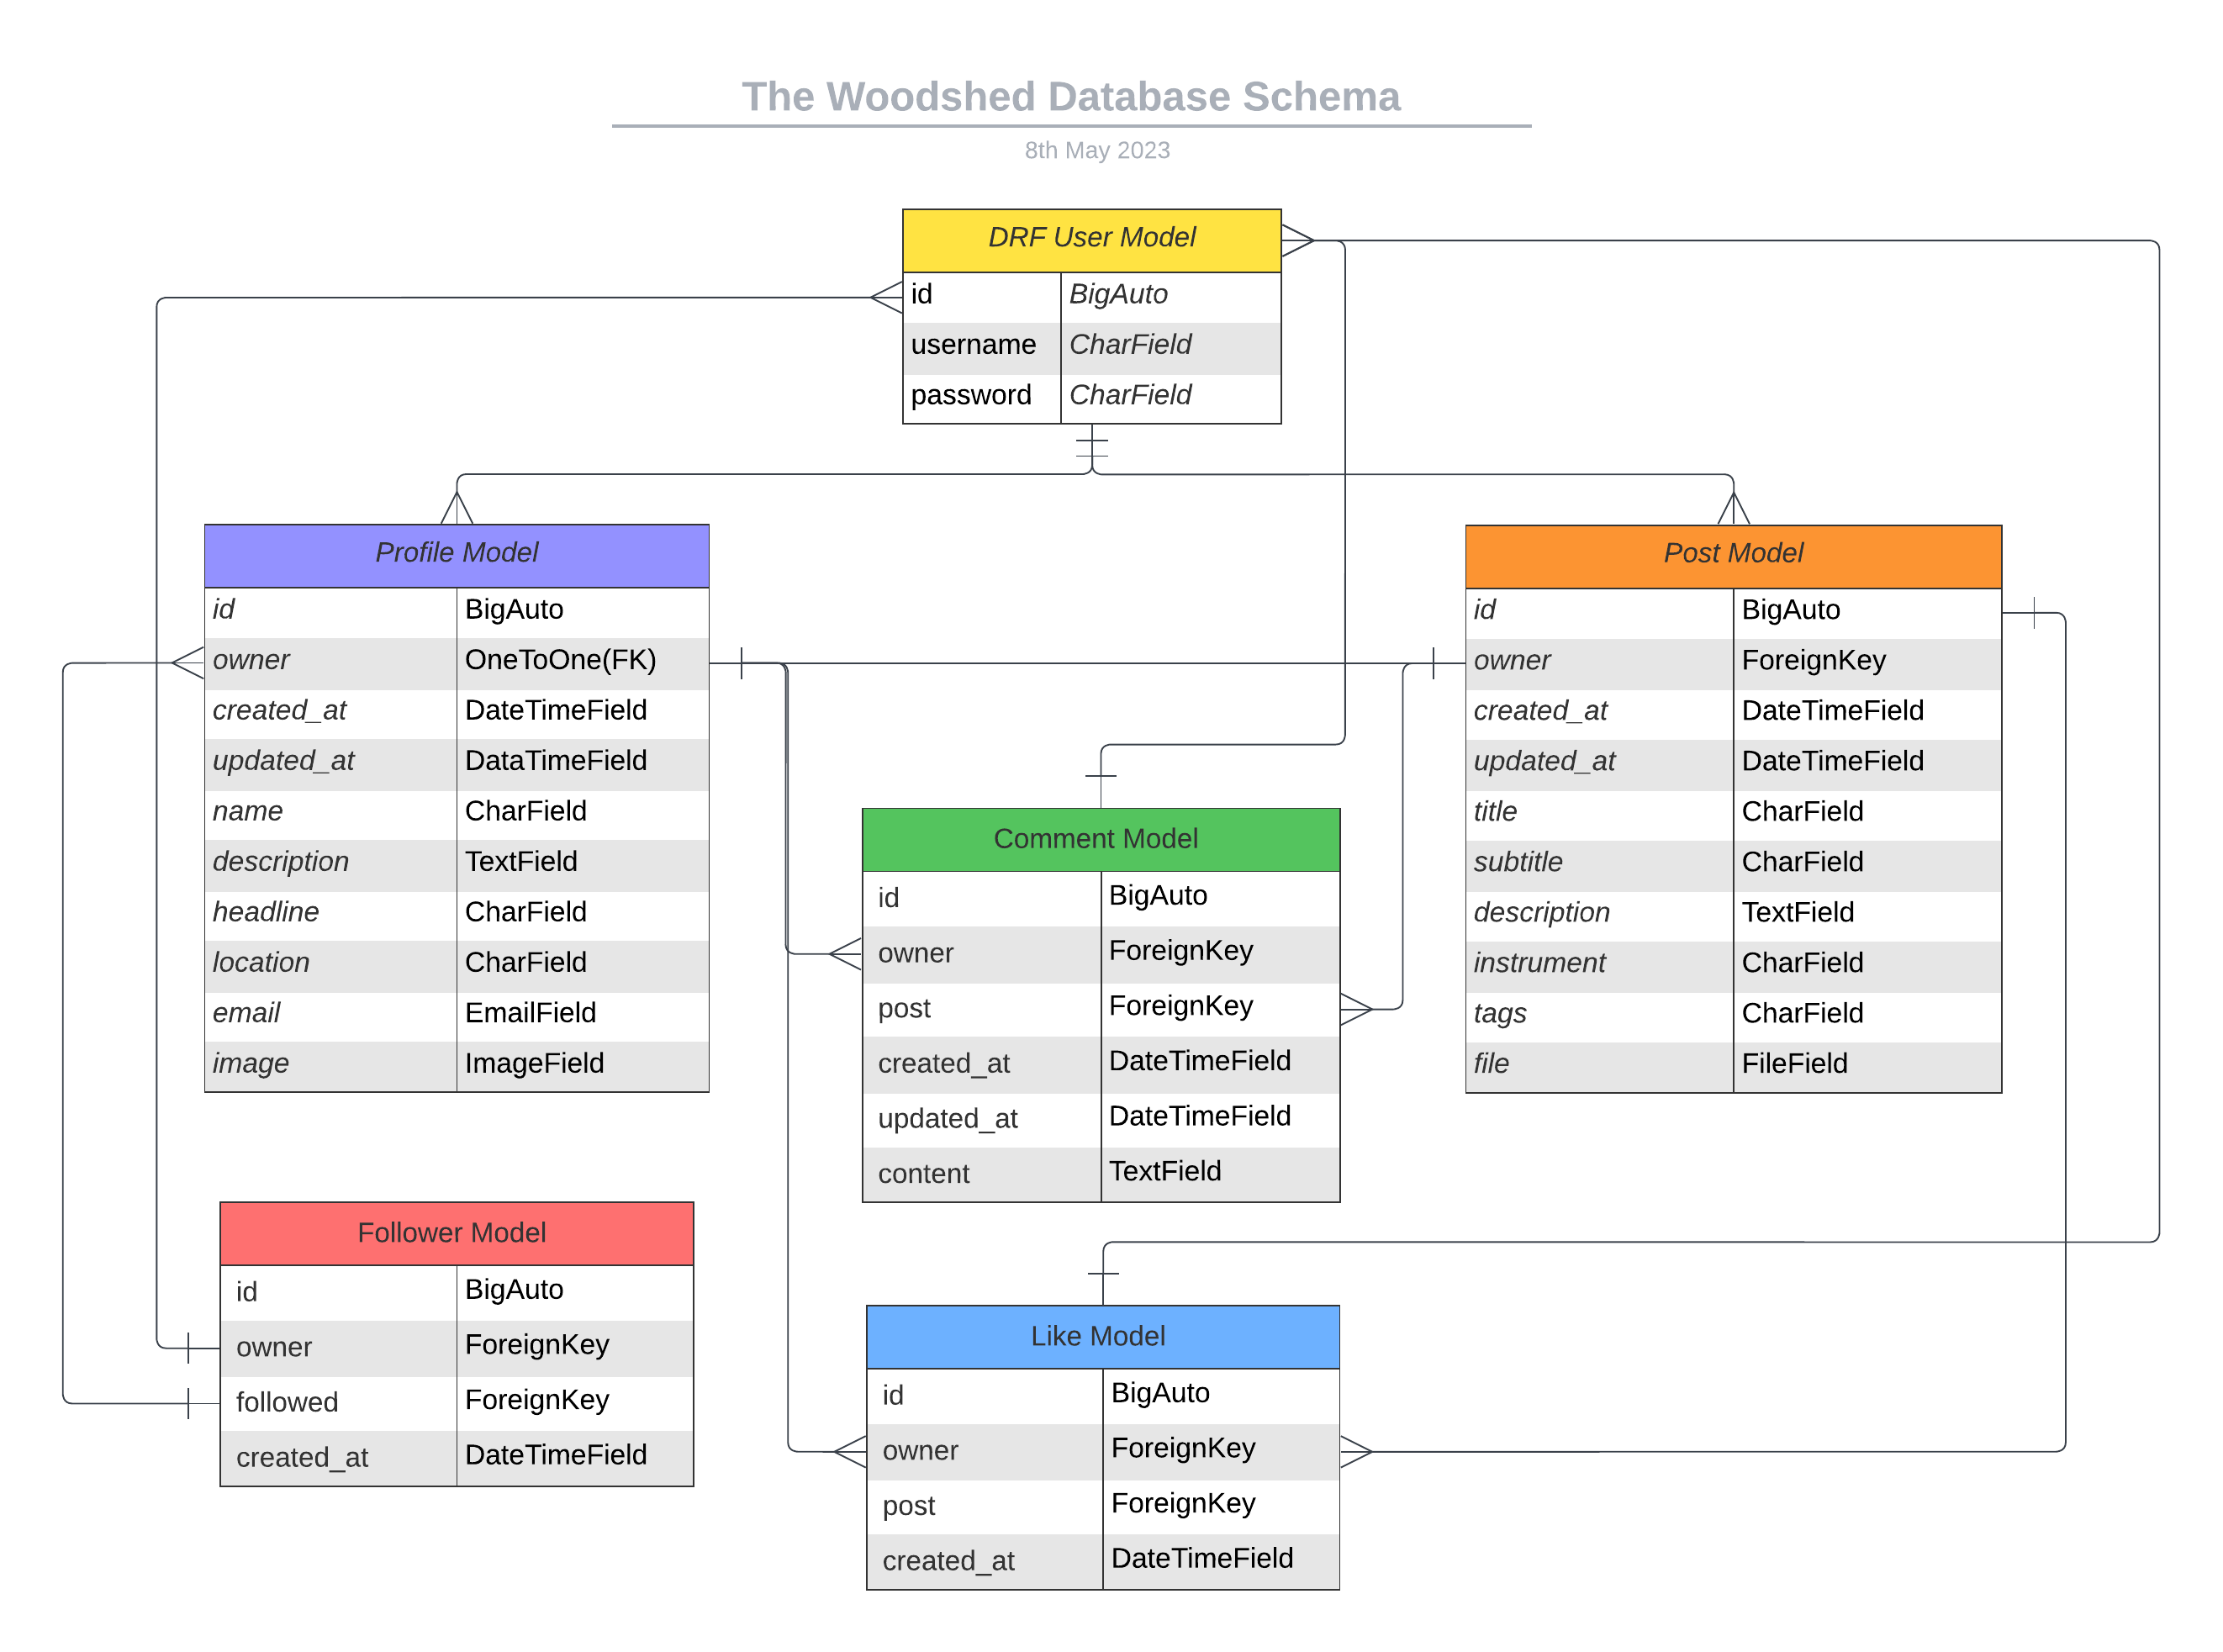 The Woodshed Database Schema
8th May 2023
DRF User Model
id BigAuto
username CharField
password CharField
Profile Model
id BigAuto
owner OneToOne(FK)
created_at DateTimeField
updated_at DataTimeField
name CharField
description TextField
headline CharField
location CharField
email EmailField
image ImageField
Post Model
id BigAuto
owner ForeignKey
created_at DateTimeField
updated_at DateTimeField
title CharField
subtitle CharField
description TextField
instrument CharField
tags CharField
file FileField
Comment Model
id BigAuto
owner ForeignKey
post ForeignKey
created_at DateTimeField
updated_at DateTimeField
content TextField
Follower Model
id BigAuto
owner ForeignKey
followed ForeignKey
created_at DateTimeField
Like Model
id BigAuto
owner ForeignKey
post ForeignKey
created_at DateTimeField